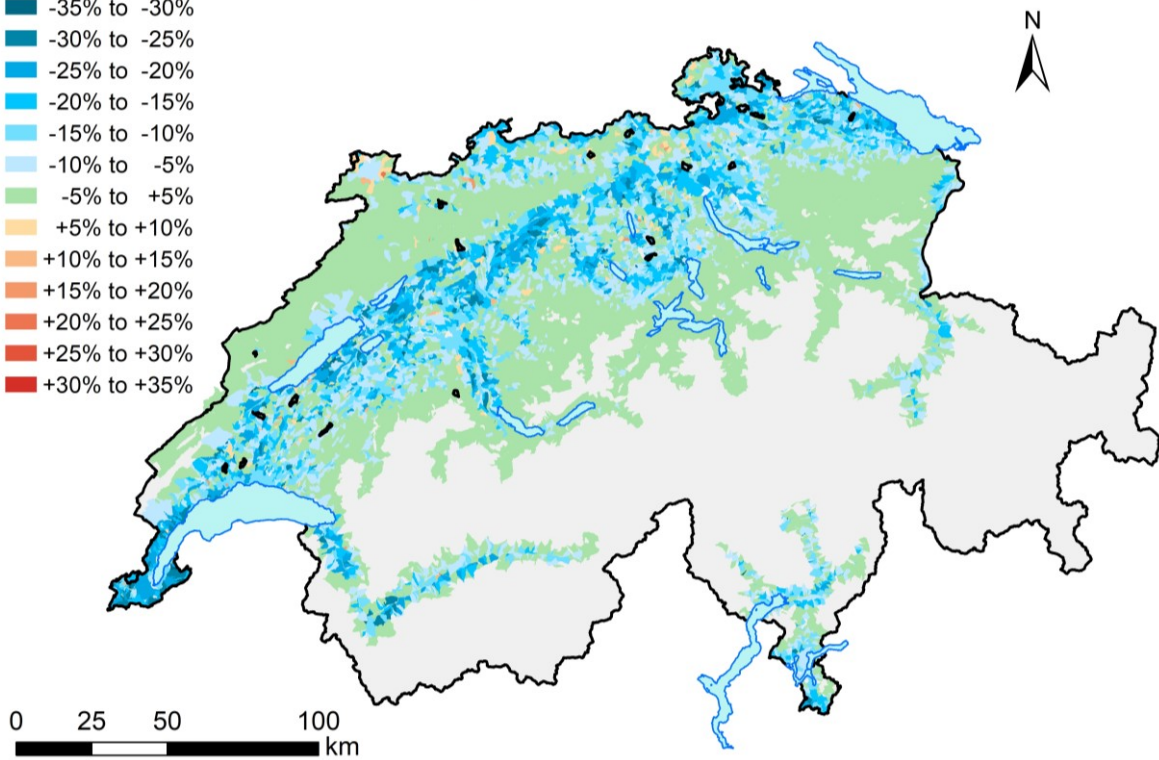 -35% to -30%
-30% to -25%
-25% to -20%
-20% to -15%
-15% to -10%
-10% to -5%
-5% to +5%
+5% to +10%
+10% to +15%
+15% to +20%
+20% to +25%
+25% to +30%
+30% to +35%
N
0 25 50 100
km